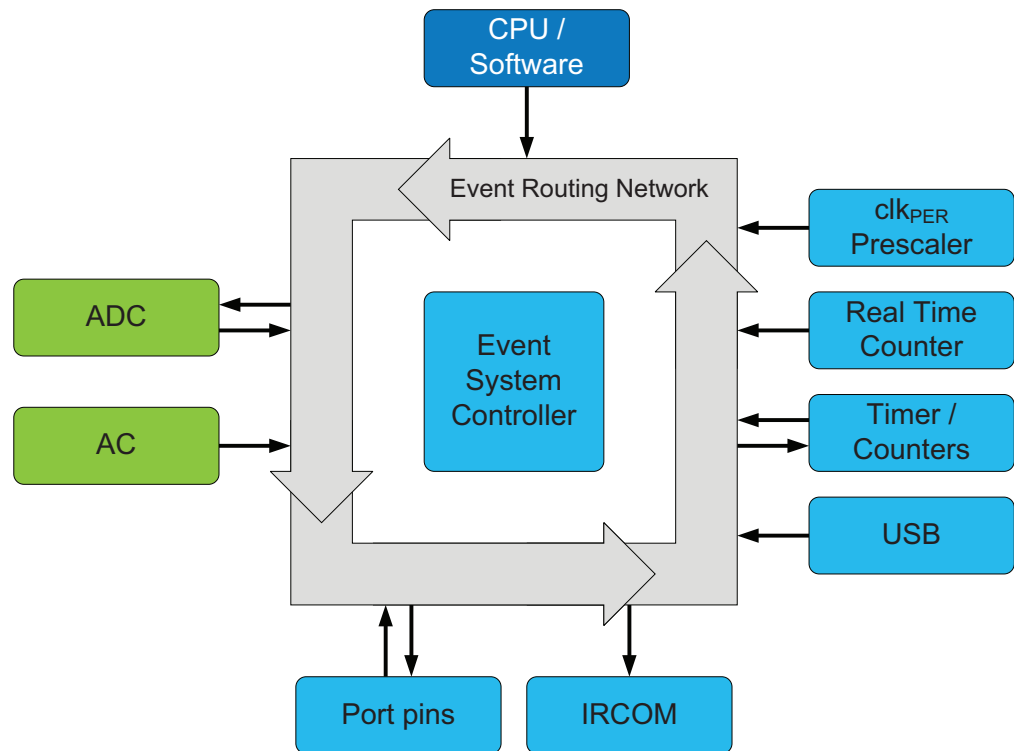 CPU /
Software
Event Routing Network
clkPER
Prescaler
ADC
Event
System
Controller
Real Time
Counter
AC
Timer /
Counters
USB
Port pins
IRCOM